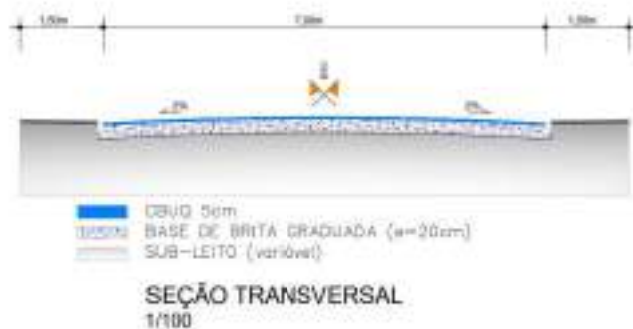 1,50m 7,00m 1,50m
CBUQ 5cm
BASE DE BRITA GRADUADA (e=20cm)
SUB-LEITO (variável)
SEÇÃO TRANSVERSAL
1/100